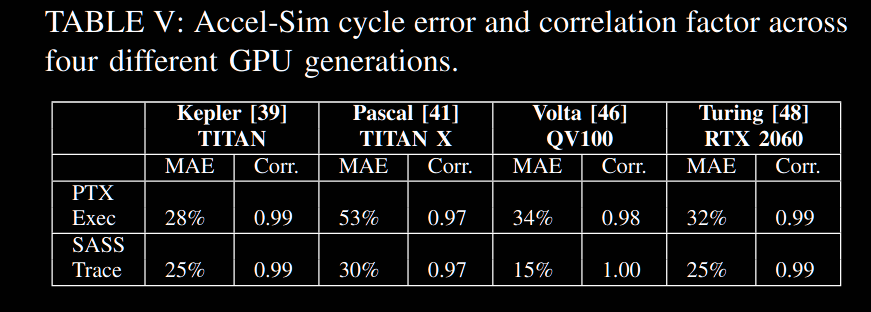 TABLE V: Accel-Sim cycle error and correlation factor across
four different GPU generations.
Kepler [39] Pascal [41] Volta [46] Turing [48]
TITAN TITAN X QV100 RTX 2060
MAE Corr. MAE Corr. MAE Corr. MAE Corr.
PTX
Exec 28% 0.99 53% 0.97 34% 0.98 32% 0.99
SASS
Trace 25% 0.99 30% 0.97 15% 1.00 25% 0.99